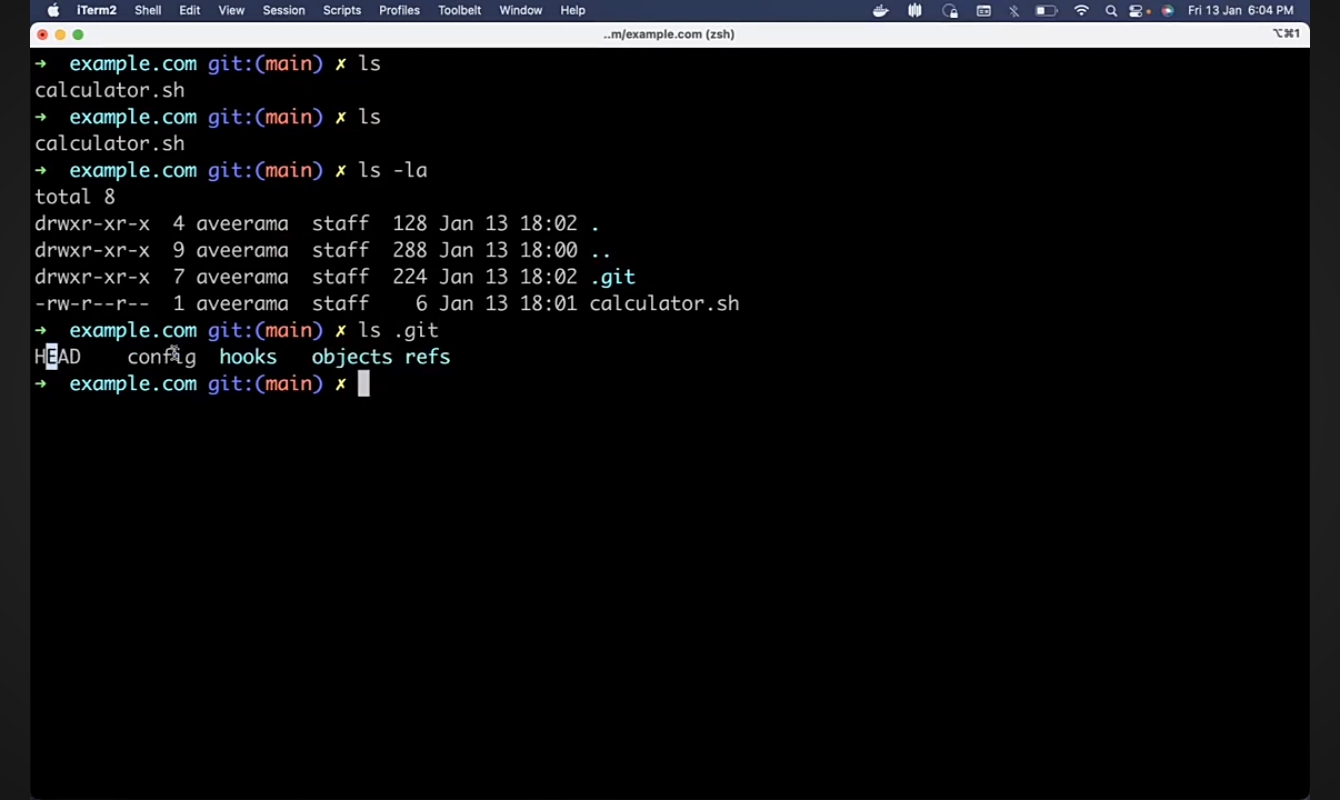 iTerm2 Shell Edit View Session Scripts Profiles Toolbelt Window Help Fri 13 Jan 6:04 PM
..m/example.com (zsh) ⌥⌘1
➜ example.com git:(main) ✗ ls
calculator.sh
➜ example.com git:(main) ✗ ls
calculator.sh
➜ example.com git:(main) ✗ ls -la
total 8
drwxr-xr-x 4 aveerama staff 128 Jan 13 18:02 .
drwxr-xr-x 9 aveerama staff 288 Jan 13 18:00 ..
drwxr-xr-x 7 aveerama staff 224 Jan 13 18:02 .git
-rw-r--r-- 1 aveerama staff 6 Jan 13 18:01 calculator.sh
➜ example.com git:(main) ✗ ls .git
HEAD config hooks objects refs
➜ example.com git:(main) ✗